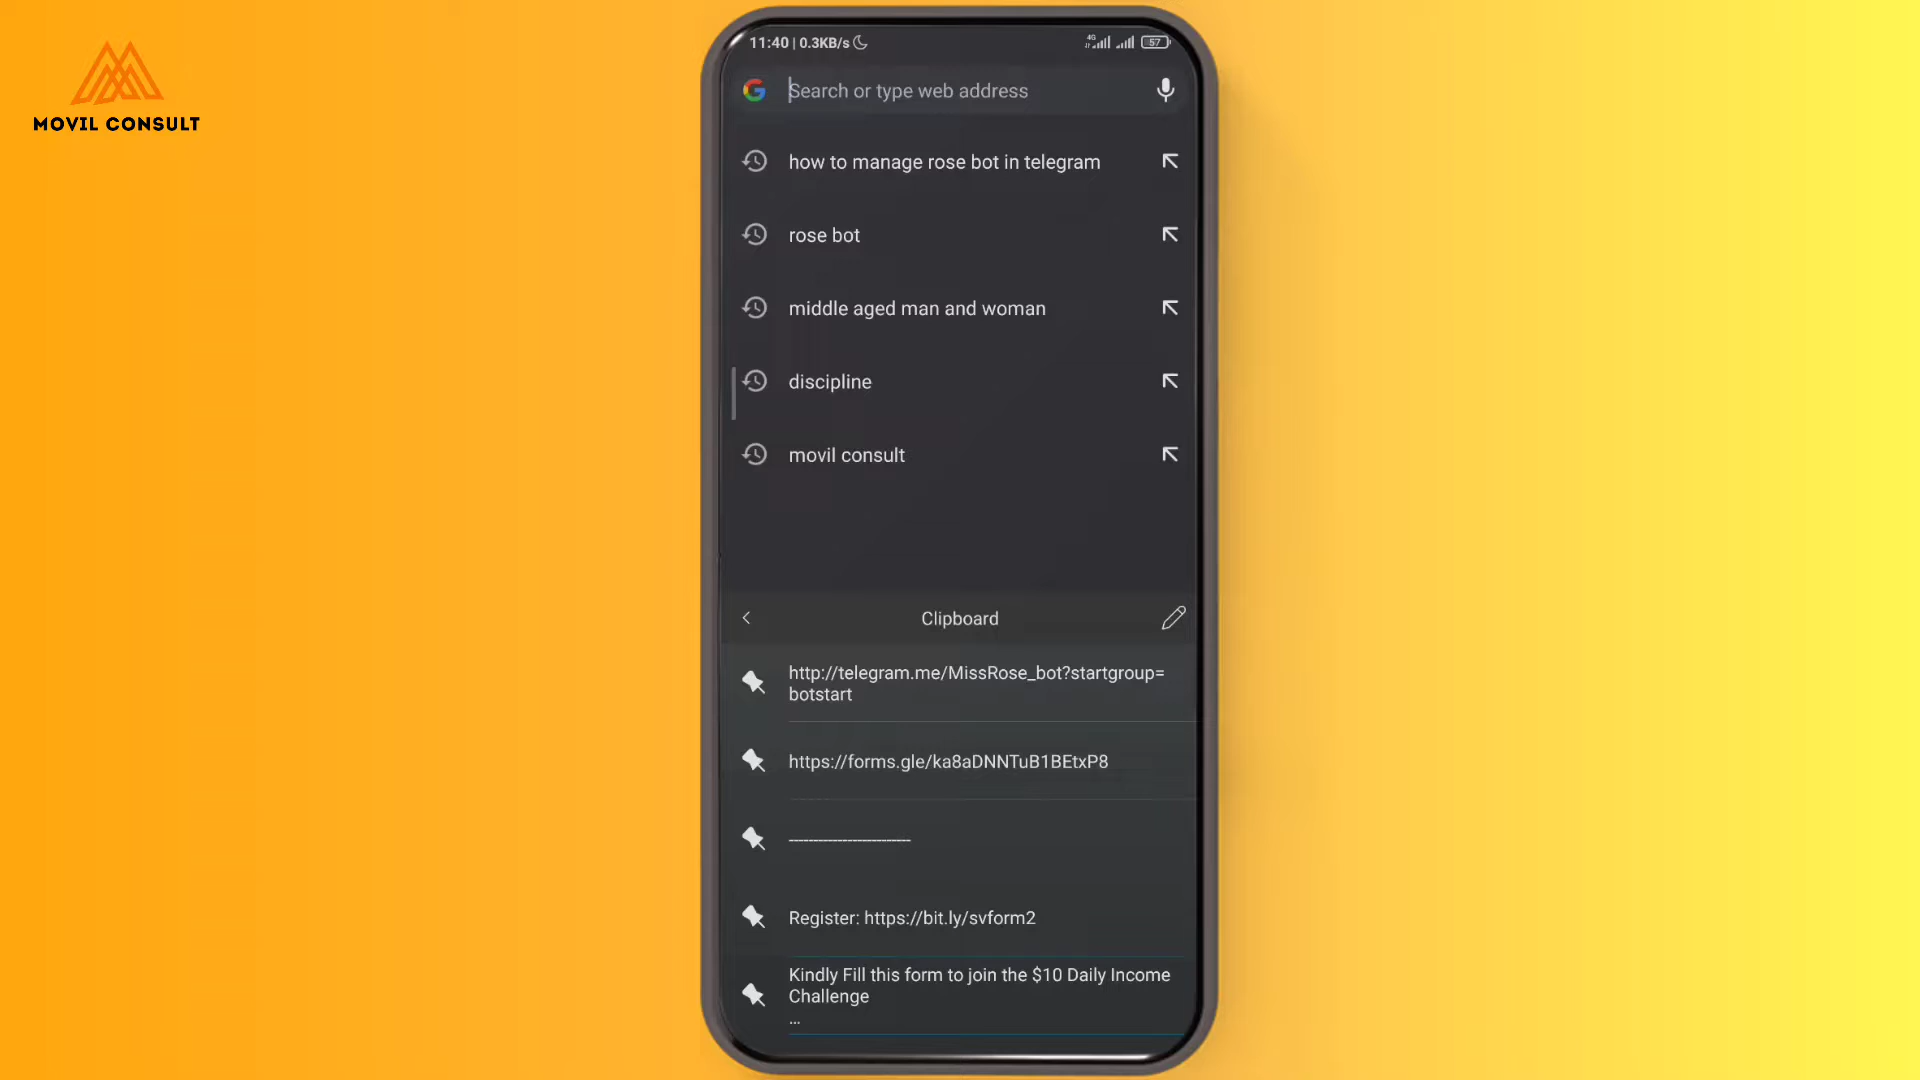 MOVIL CONSULT
11:40 | 0.3KB/s
4G
57
Search or type web address
how to manage rose bot in telegram
rose bot
middle aged man and woman
discipline
movil consult
Clipboard
http://telegram.me/MissRose_bot?startgroup=
botstart
https://forms.gle/ka8aDNNTuB1BEtxP8
-------------------------
Register: https://bit.ly/svform2
Kindly Fill this form to join the $10 Daily Income
Challenge
...